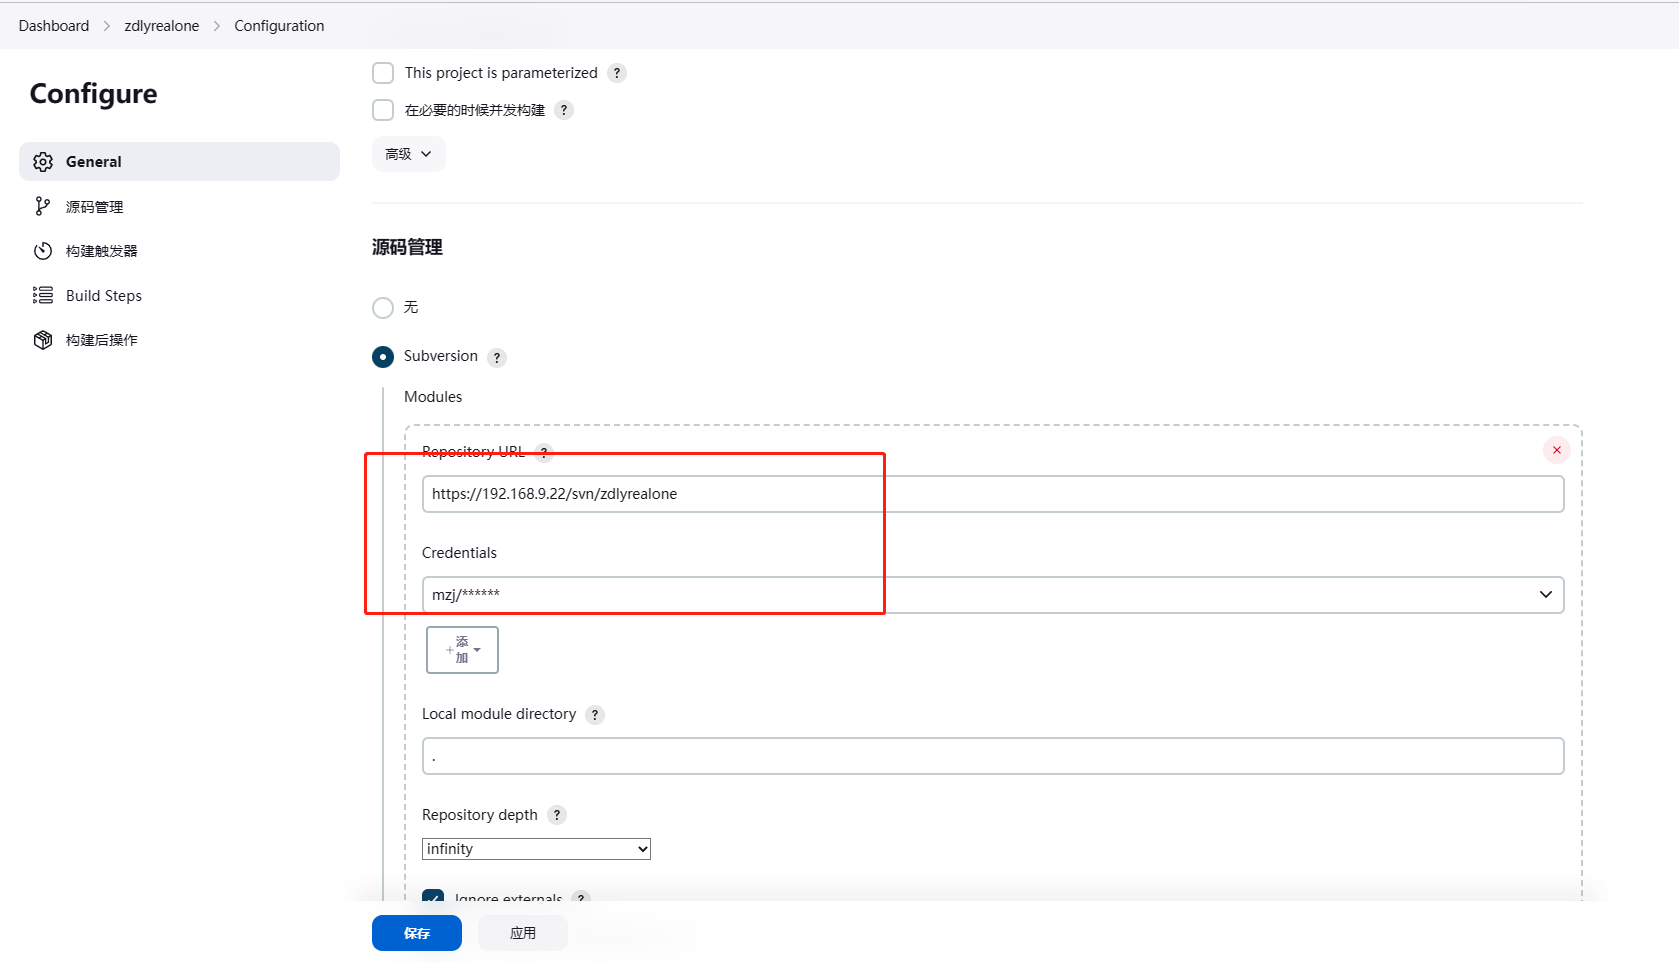 Dashboard > zdlyrealone > Configuration
Configure
General
源码管理
构建触发器
Build Steps
构建后操作
This project is parameterized ?
在必要的时候并发构建 ?
高级
源码管理
无
Subversion ?
Modules
Repository URL ?
https://192.168.9.22/svn/zdlyrealone
Credentials
mzj/******
+添
加
Local module directory ?
.
Repository depth ?
infinity
Ignore externals ?
保存
应用